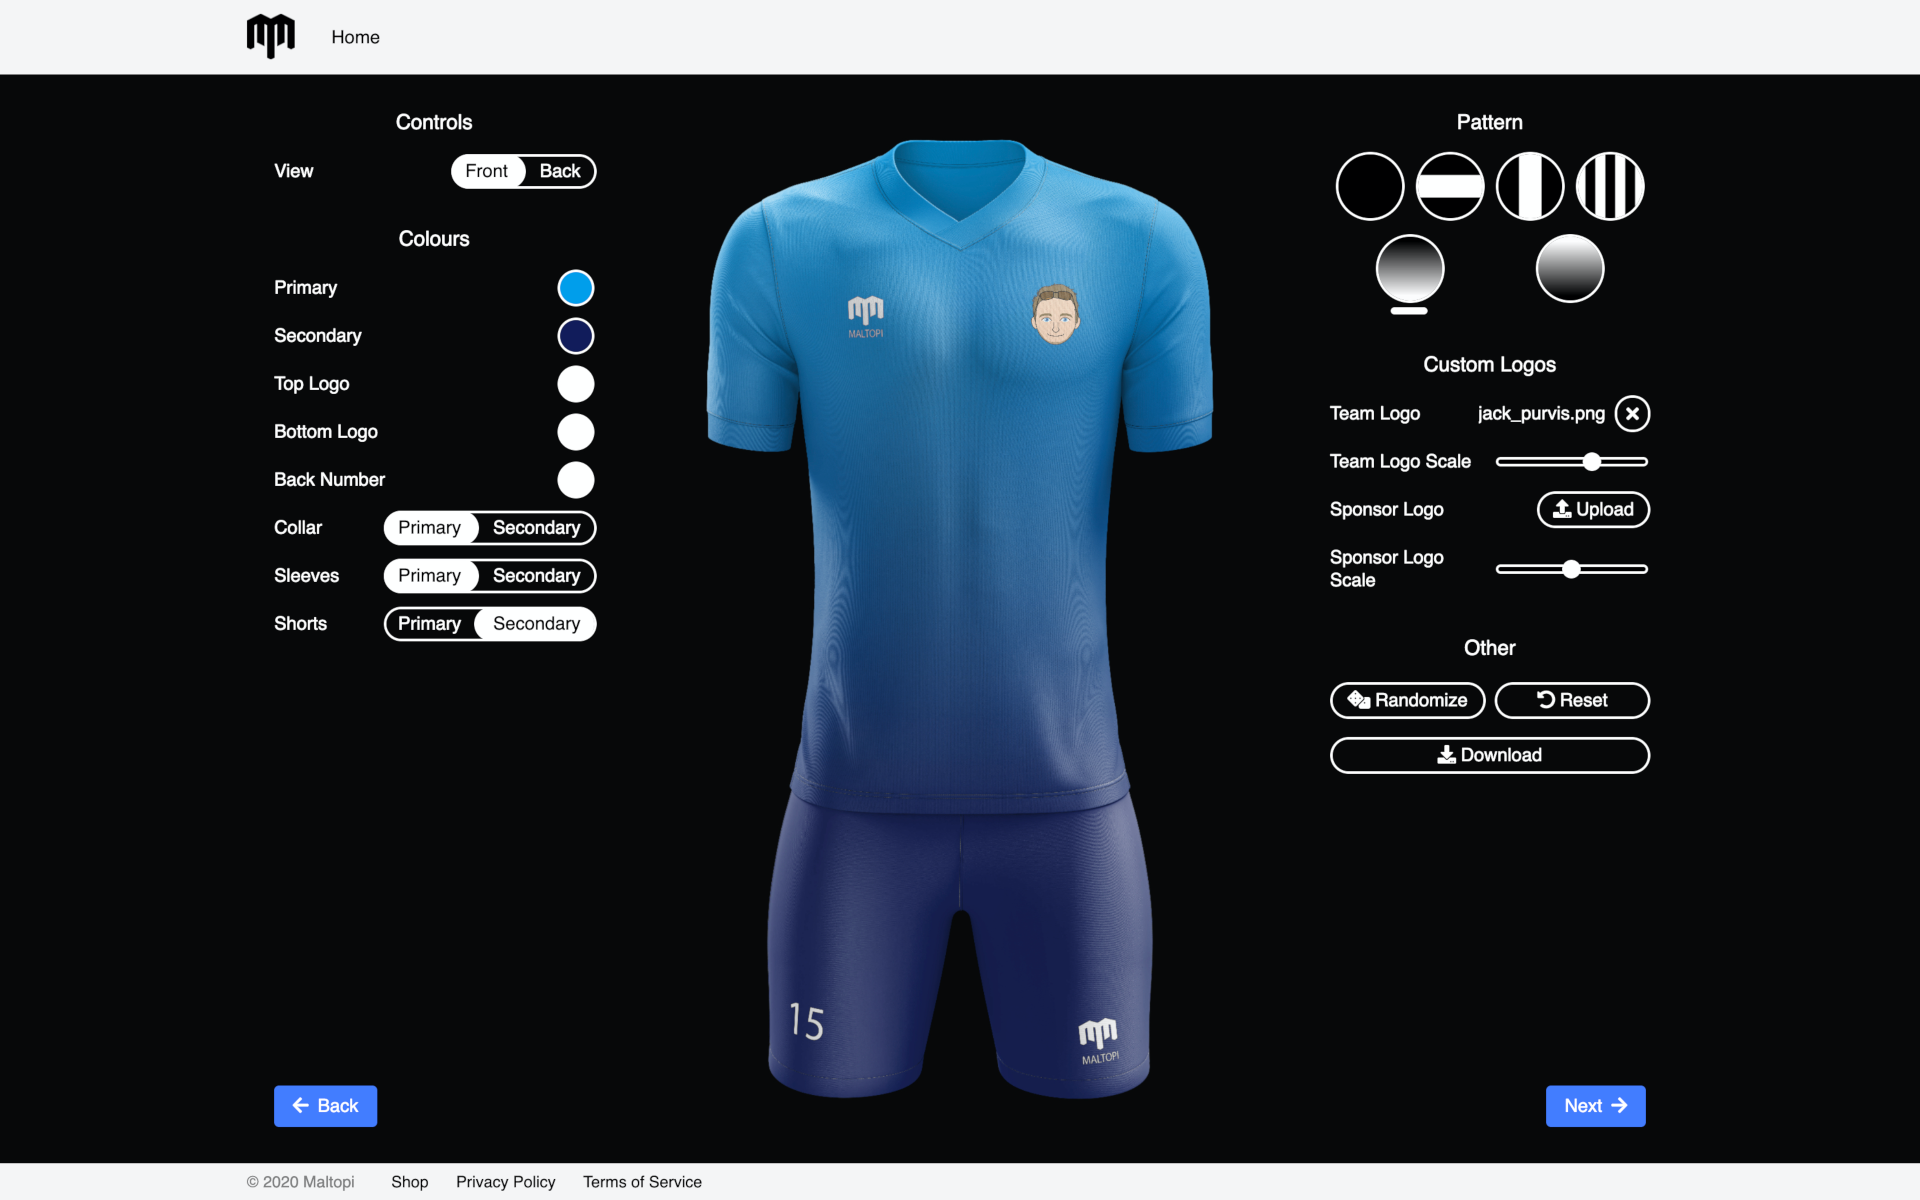 Home
Controls
View
Front
Back
Colours
Primary
Secondary
Top Logo
Bottom Logo
Back Number
Collar
Primary
Secondary
Sleeves
Primary
Secondary
Shorts
Primary
Secondary
MALTOPI
15
MALTOPI
Pattern
Custom Logos
Team Logo
jack_purvis.png
Team Logo Scale
Sponsor Logo
Upload
Sponsor Logo
Scale
Other
Randomize
Reset
Download
Back
Next
© 2020 Maltopi
Shop
Privacy Policy
Terms of Service